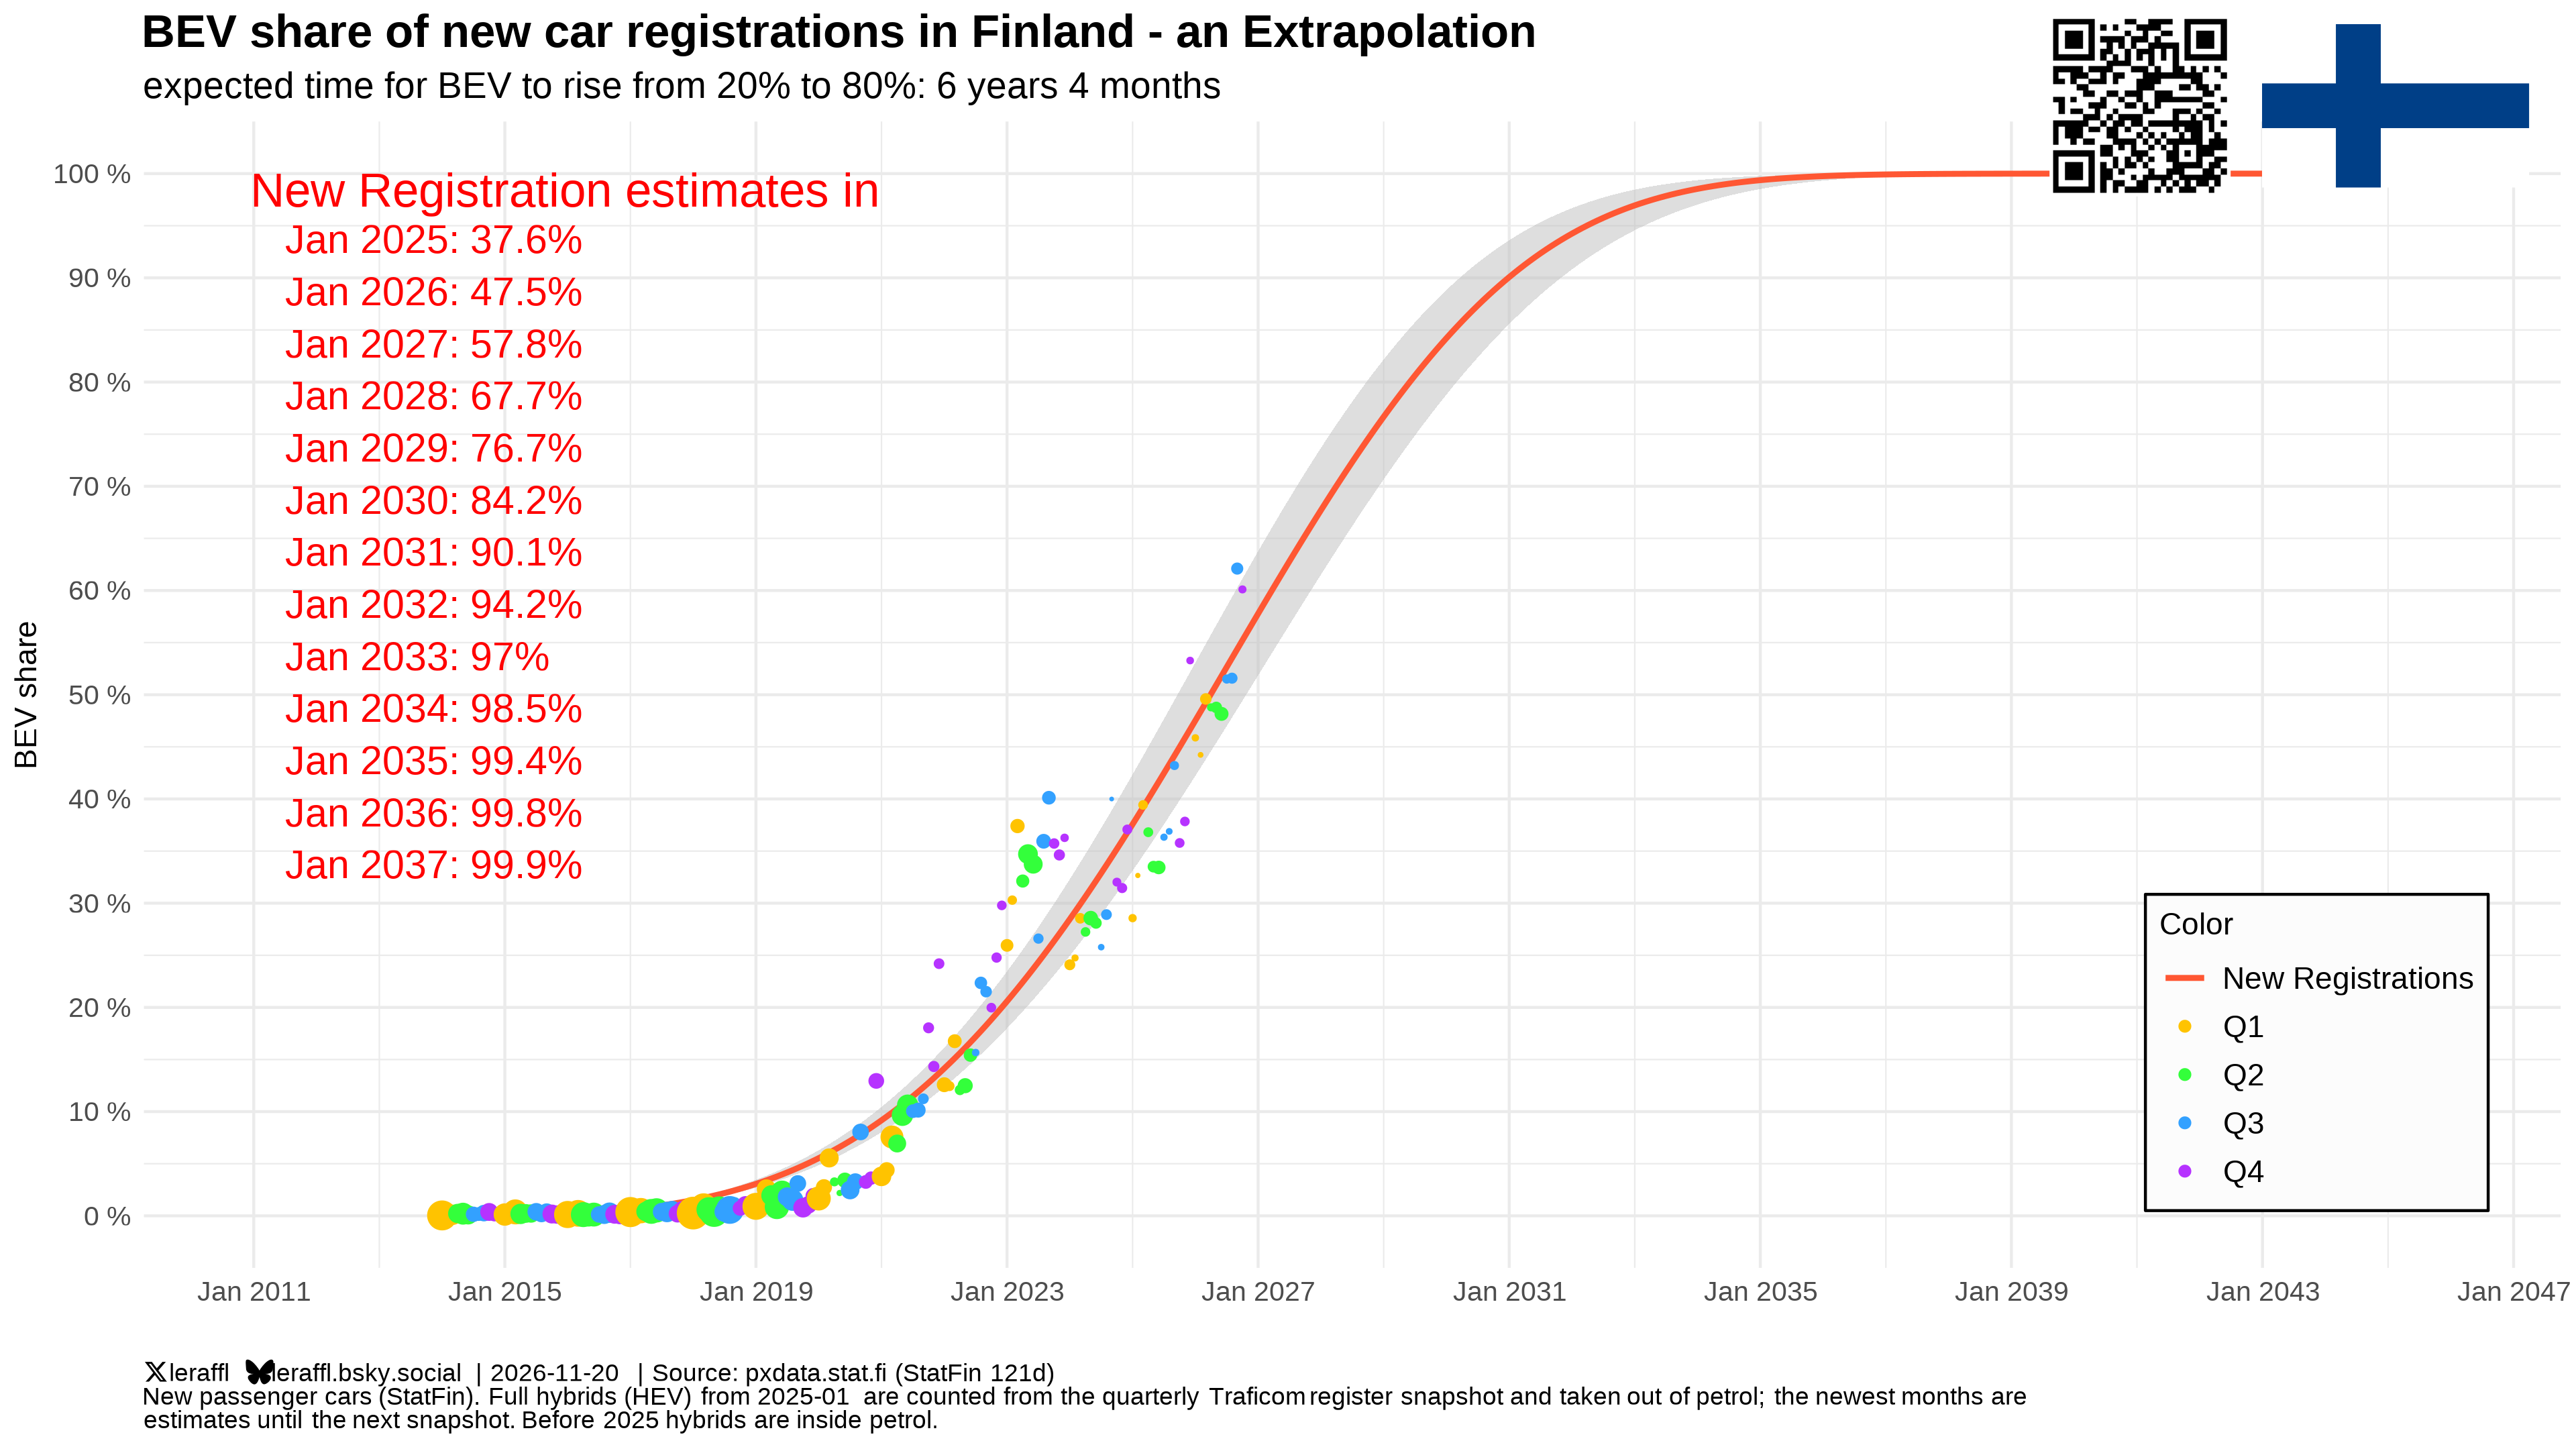 BEV share of new car registrations in Finland - an Extrapolation
expected time for BEV to rise from 20% to 80%: 6 years 4 months
New Registration estimates in
Jan 2025: 37.6%
Jan 2026: 47.5%
Jan 2027: 57.8%
Jan 2028: 67.7%
Jan 2029: 76.7%
Jan 2030: 84.2%
Jan 2031: 90.1%
Jan 2032: 94.2%
Jan 2033: 97%
Jan 2034: 98.5%
Jan 2035: 99.4%
Jan 2036: 99.8%
Jan 2037: 99.9%
100 %
90 %
80 %
70 %
60 %
50 %
40 %
30 %
20 %
10 %
0 %
BEV share
Jan 2011 Jan 2015 Jan 2019 Jan 2023 Jan 2027 Jan 2031 Jan 2035 Jan 2039 Jan 2043 Jan 2047
Color
New Registrations
Q1
Q2
Q3
Q4
leraffl leraffl.bsky.social | 2026-11-20 | Source: pxdata.stat.fi (StatFin 121d)
New passenger cars (StatFin). Full hybrids (HEV) from 2025-01 are counted from the quarterly Traficom register snapshot and taken out of petrol; the newest months are
estimates until the next snapshot. Before 2025 hybrids are inside petrol.